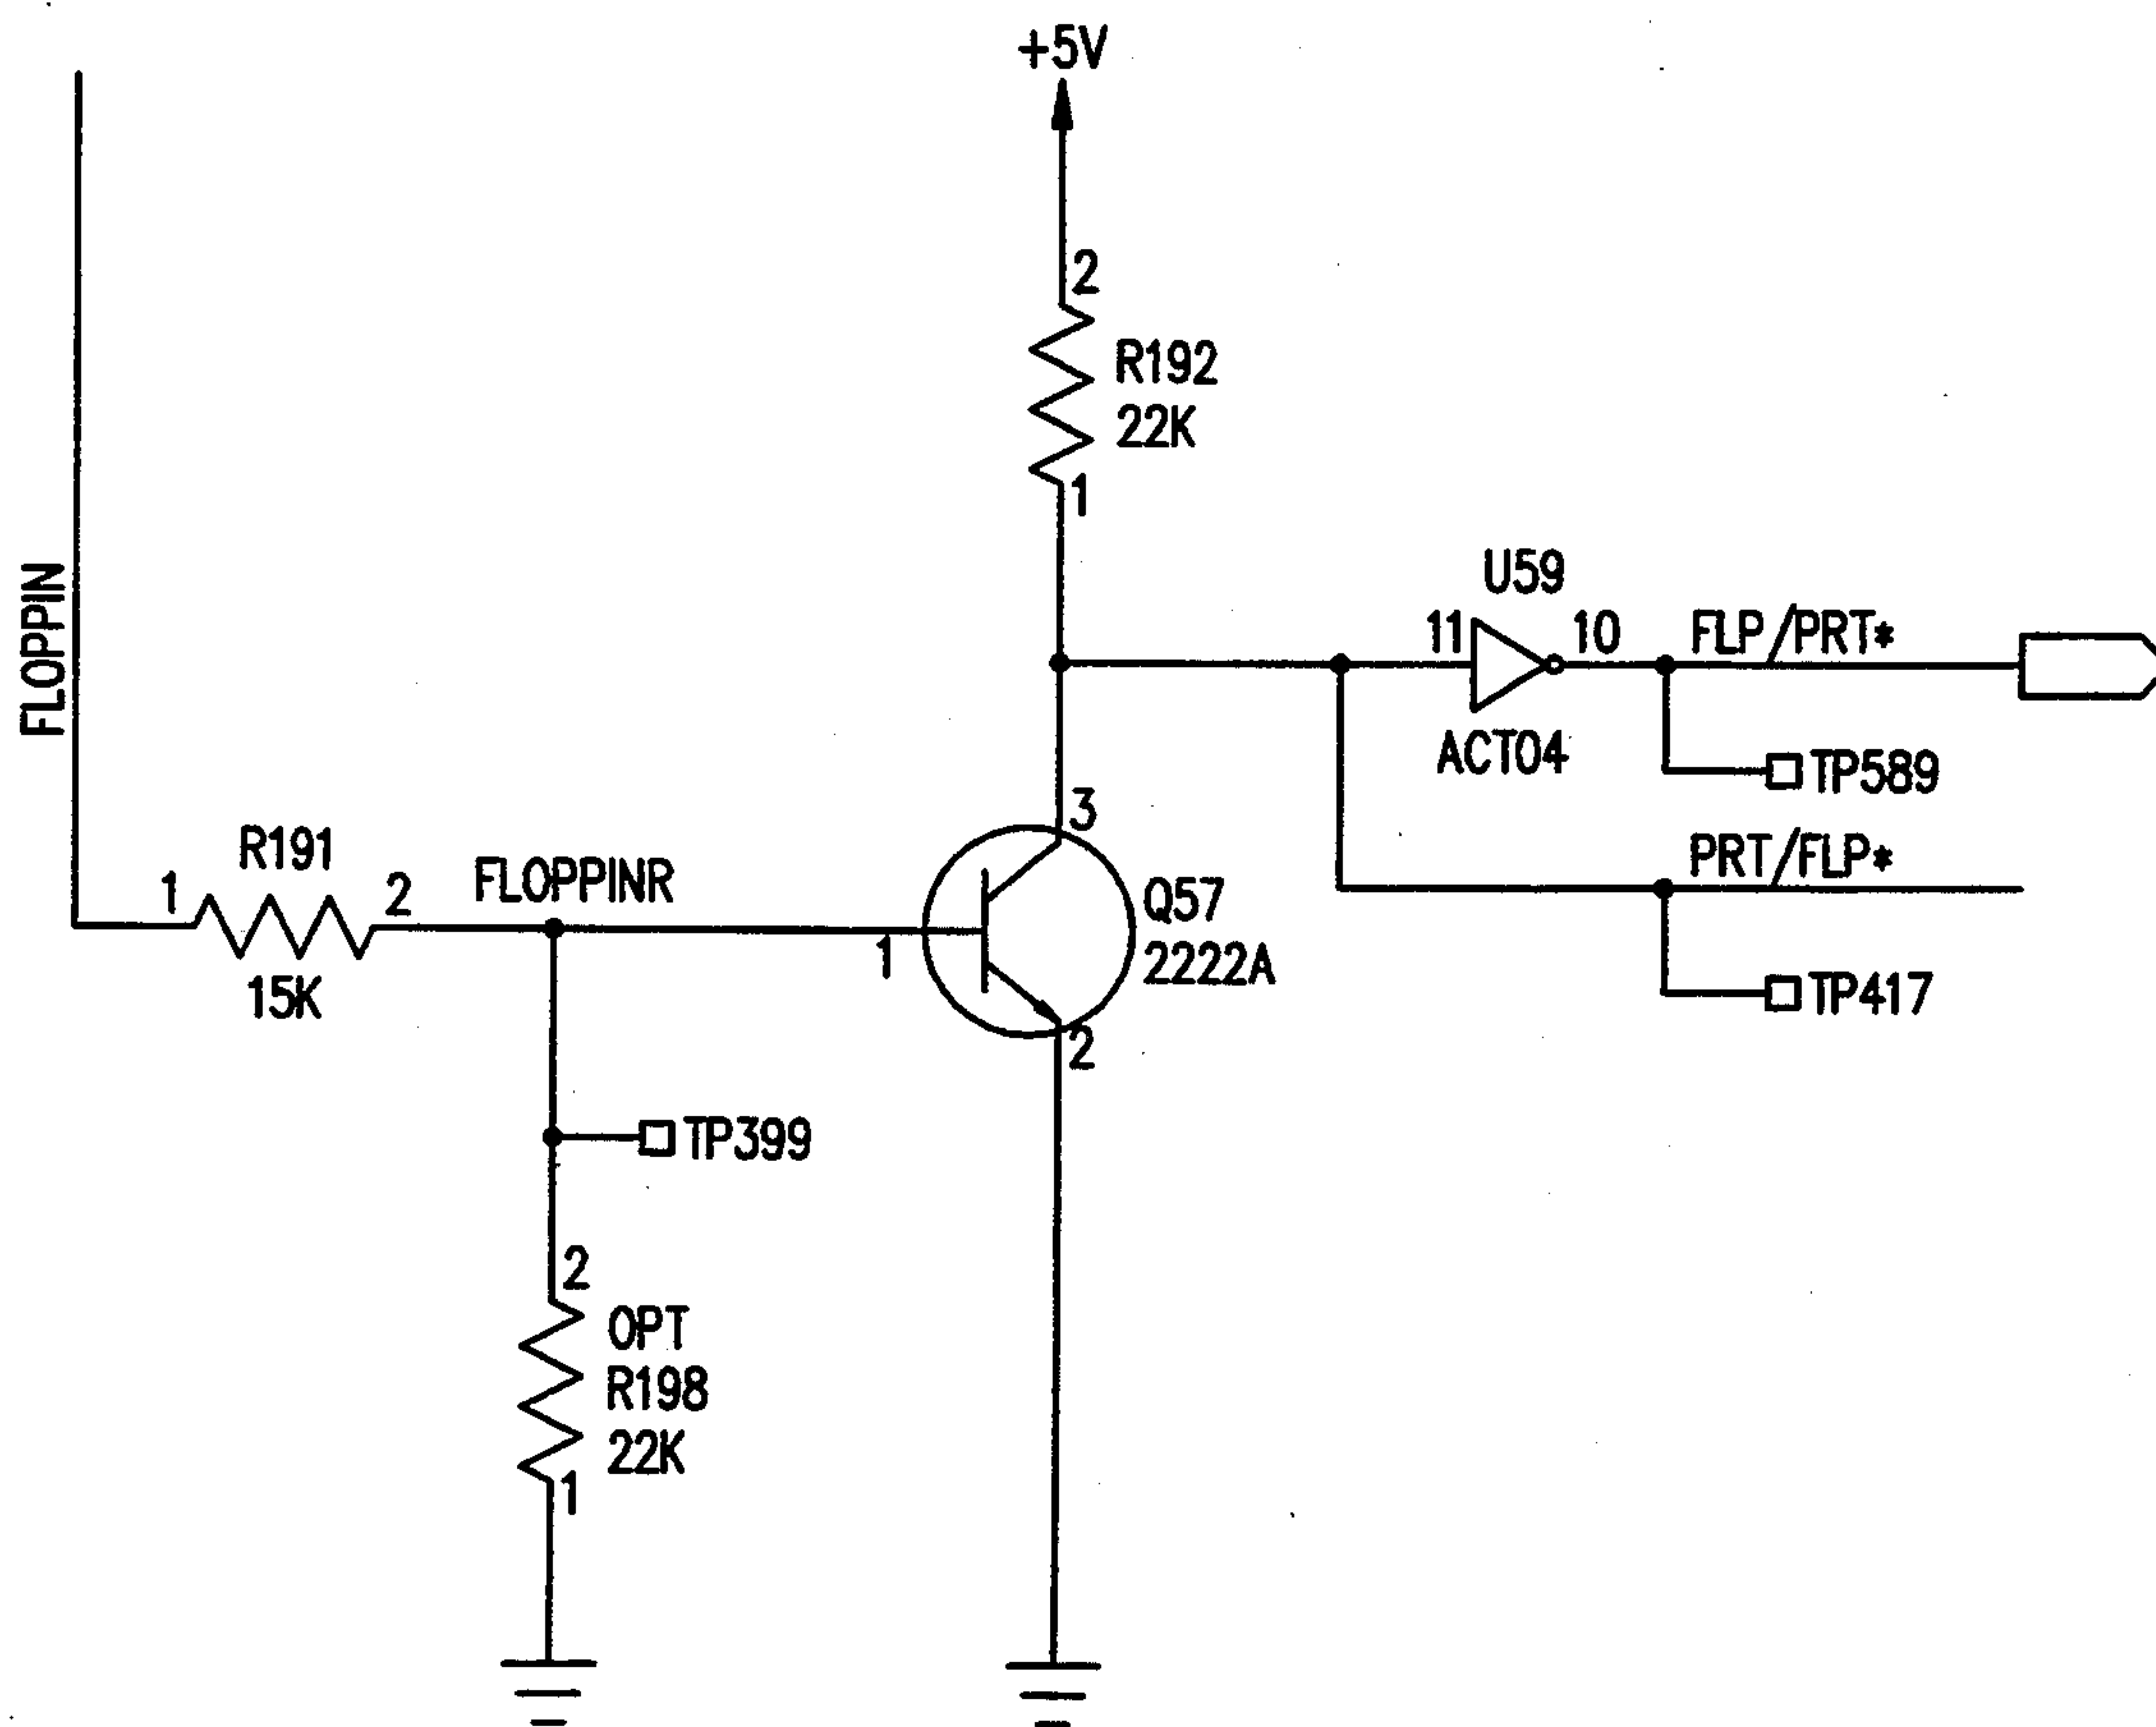 +5V
2
R192
22K
1
FLOPPIN
U59
11
10
FLP/PRT*
ACT04
TP589
3
PRT/FLP*
R191
1
2
FLOPPINR
15K
1
Q57
2222A
2
TP417
TP399
2
OPT
R198
22K
1